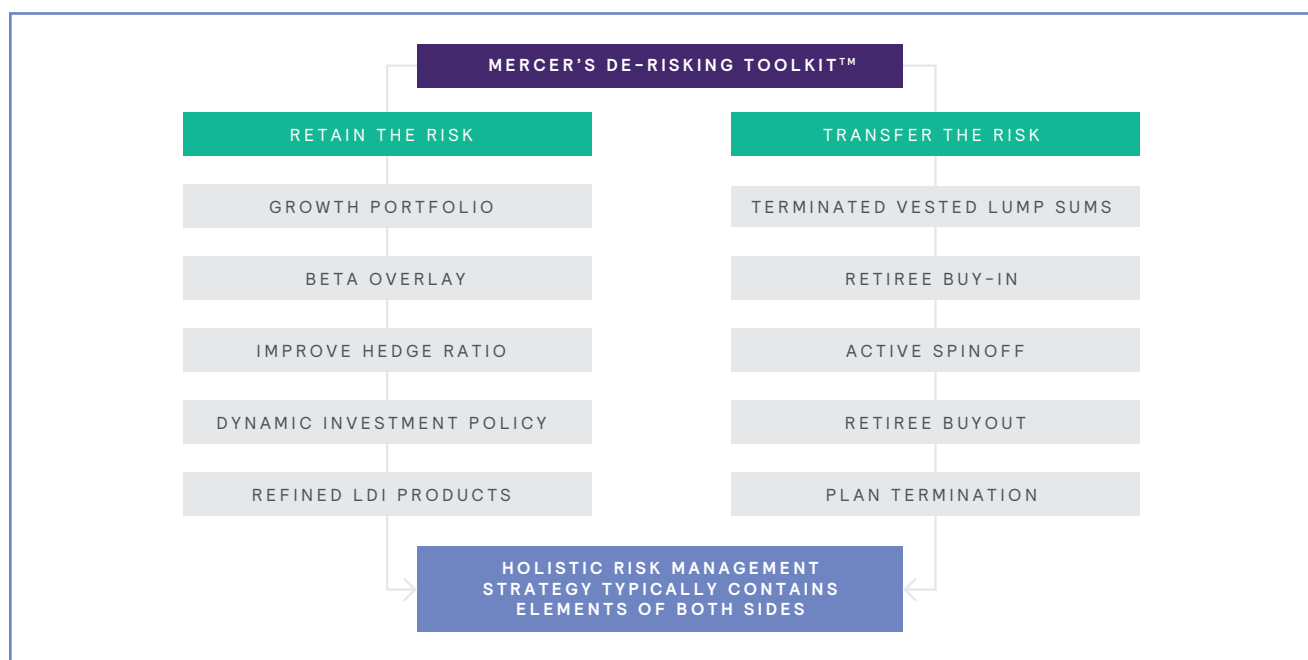 MERCER’S DE-RISKING TOOLKIT™
RETAIN THE RISK
GROWTH PORTFOLIO
BETA OVERLAY
IMPROVE HEDGE RATIO
DYNAMIC INVESTMENT POLICY
REFINED LDI PRODUCTS
TRANSFER THE RISK
TERMINATED VESTED LUMP SUMS
RETIREE BUY-IN
ACTIVE SPINOFF
RETIREE BUYOUT
PLAN TERMINATION
HOLISTIC RISK MANAGEMENT
STRATEGY TYPICALLY CONTAINS
ELEMENTS OF BOTH SIDES